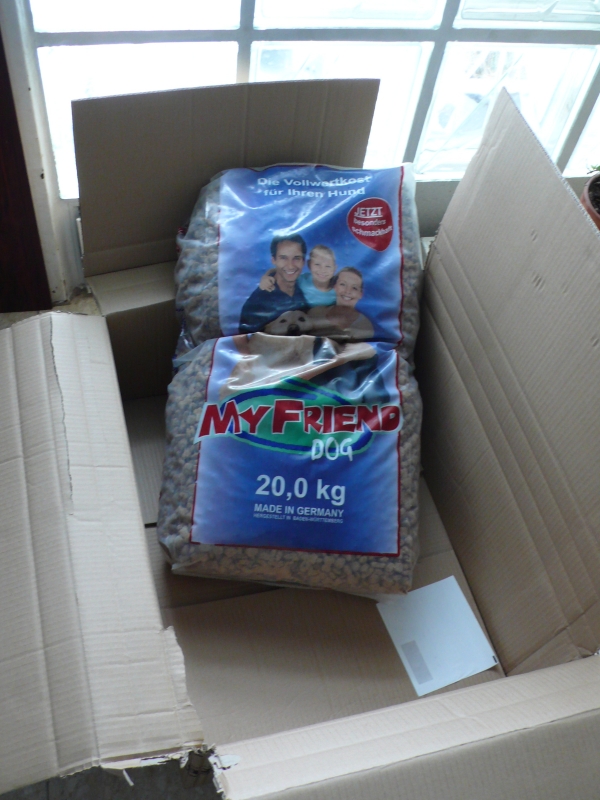 Die Vollwertkost
für Ihren Hund
JETZT
besonders
schmackhaft
MY FRIEND
DOG
20,0 kg
MADE IN GERMANY
HERGESTELLT IN BADEN-WÜRTTEMBERG